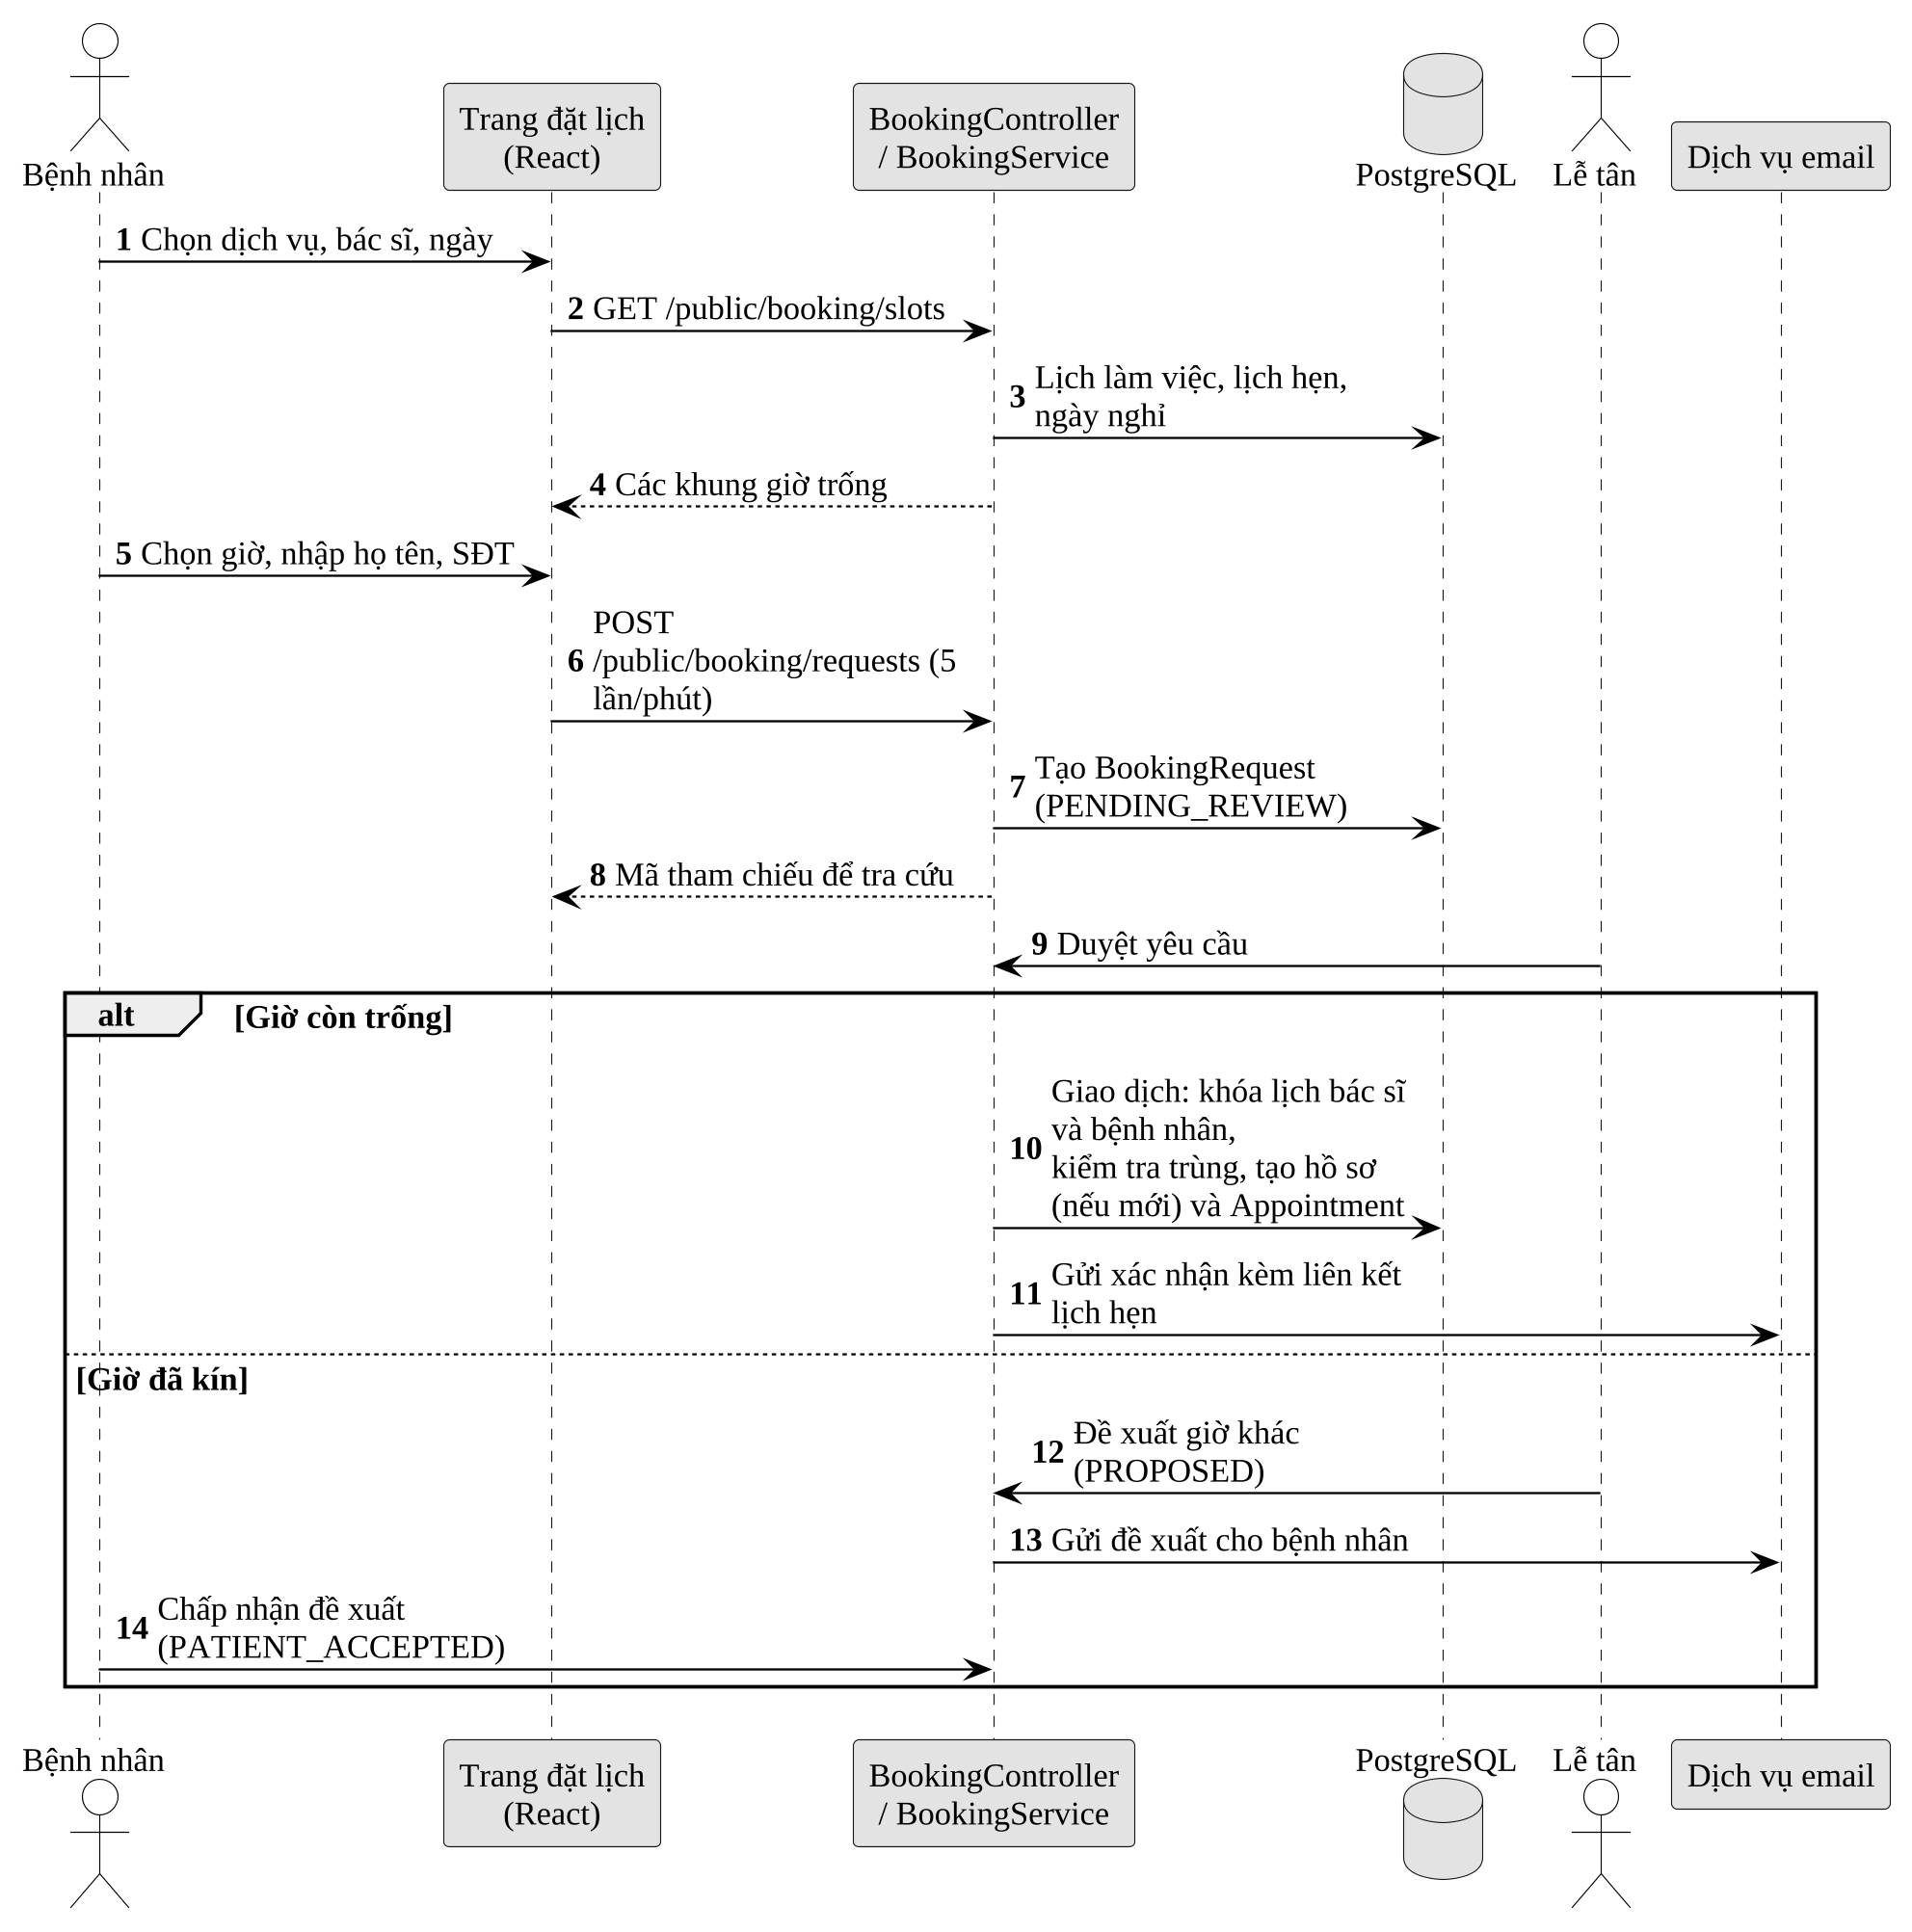 Bệnh nhân
Trang đặt lịch
(React)
BookingController
/ BookingService
PostgreSQL
Lễ tân
Dịch vụ email
1 Chọn dịch vụ, bác sĩ, ngày
2 GET /public/booking/slots
3 Lịch làm việc, lịch hẹn,
ngày nghỉ
4 Các khung giờ trống
5 Chọn giờ, nhập họ tên, SĐT
POST
6 /public/booking/requests (5
lần/phút)
7 Tạo BookingRequest
(PENDING_REVIEW)
8 Mã tham chiếu để tra cứu
9 Duyệt yêu cầu
alt [Giờ còn trống]
Giao dịch: khóa lịch bác sĩ
và bệnh nhân,
10 kiểm tra trùng, tạo hồ sơ
(nếu mới) và Appointment
11 Gửi xác nhận kèm liên kết
lịch hẹn
[Giờ đã kín]
12 Đề xuất giờ khác
(PROPOSED)
13 Gửi đề xuất cho bệnh nhân
14 Chấp nhận đề xuất
(PATIENT_ACCEPTED)
Bệnh nhân
Trang đặt lịch
(React)
BookingController
/ BookingService
PostgreSQL
Lễ tân
Dịch vụ email